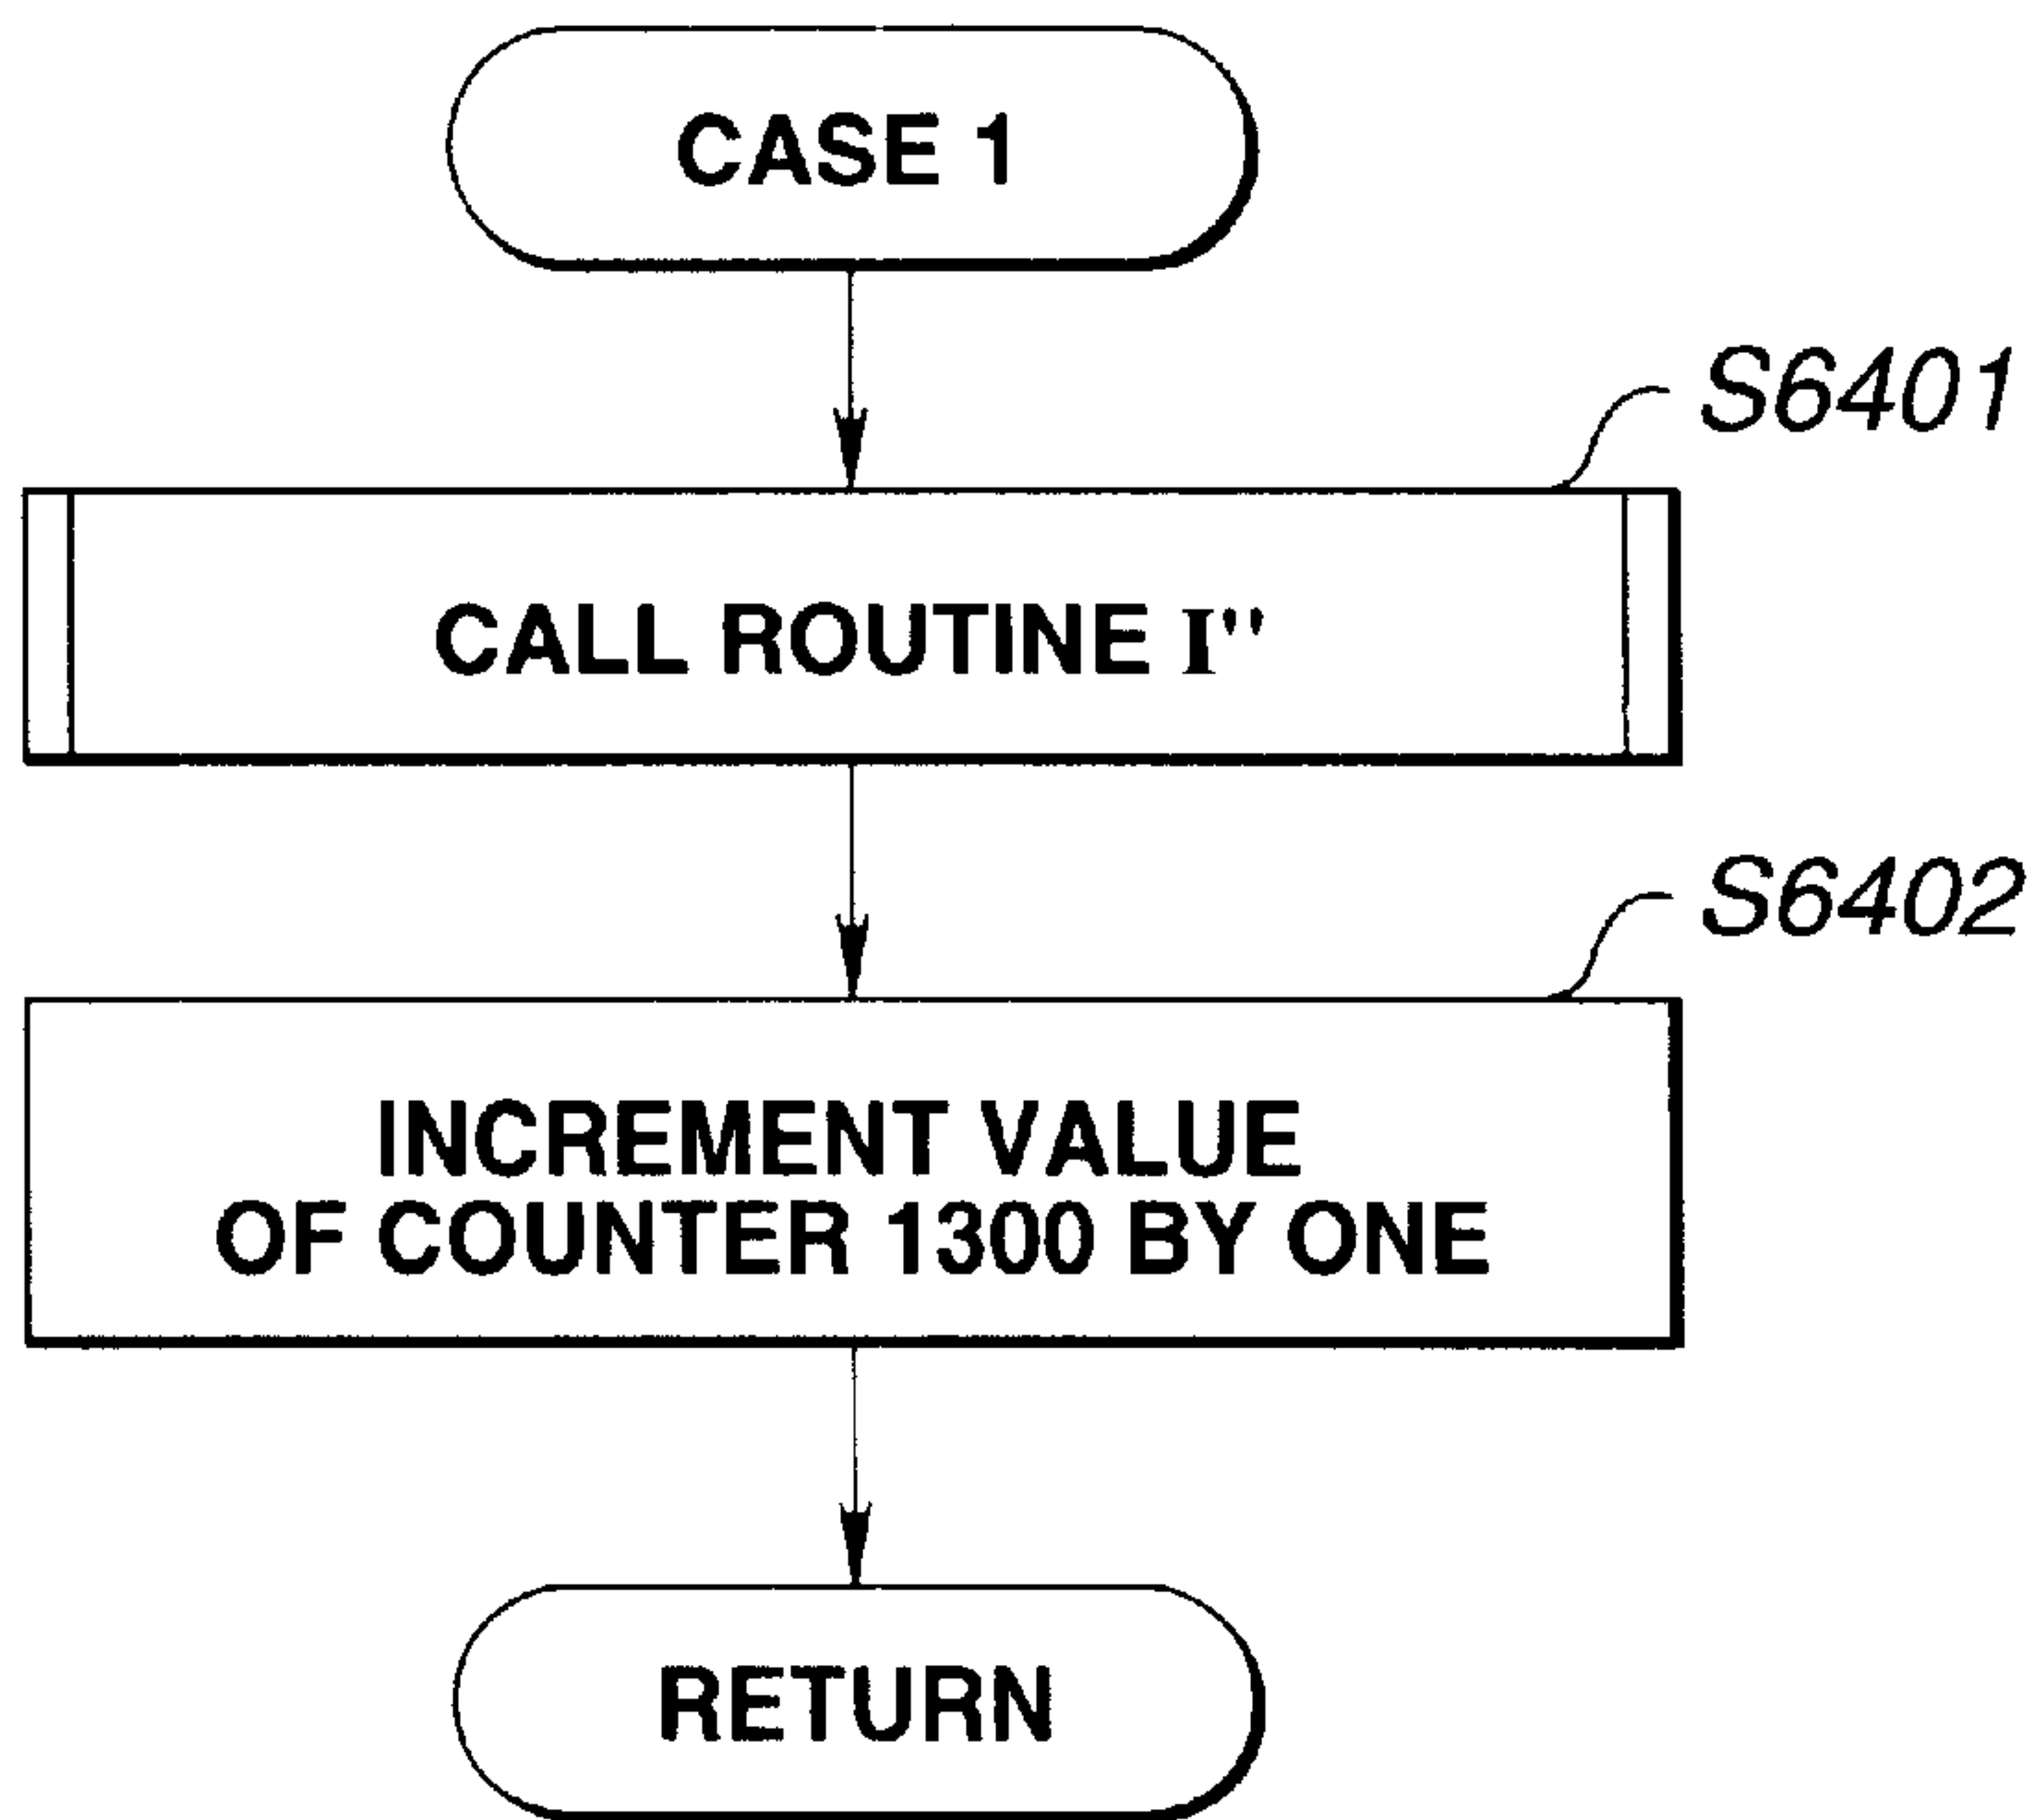 CASE 1
S6401
CALL ROUTINE I"
S6402
INCREMENT VALUE
OF COUNTER 1300 BY ONE
RETURN